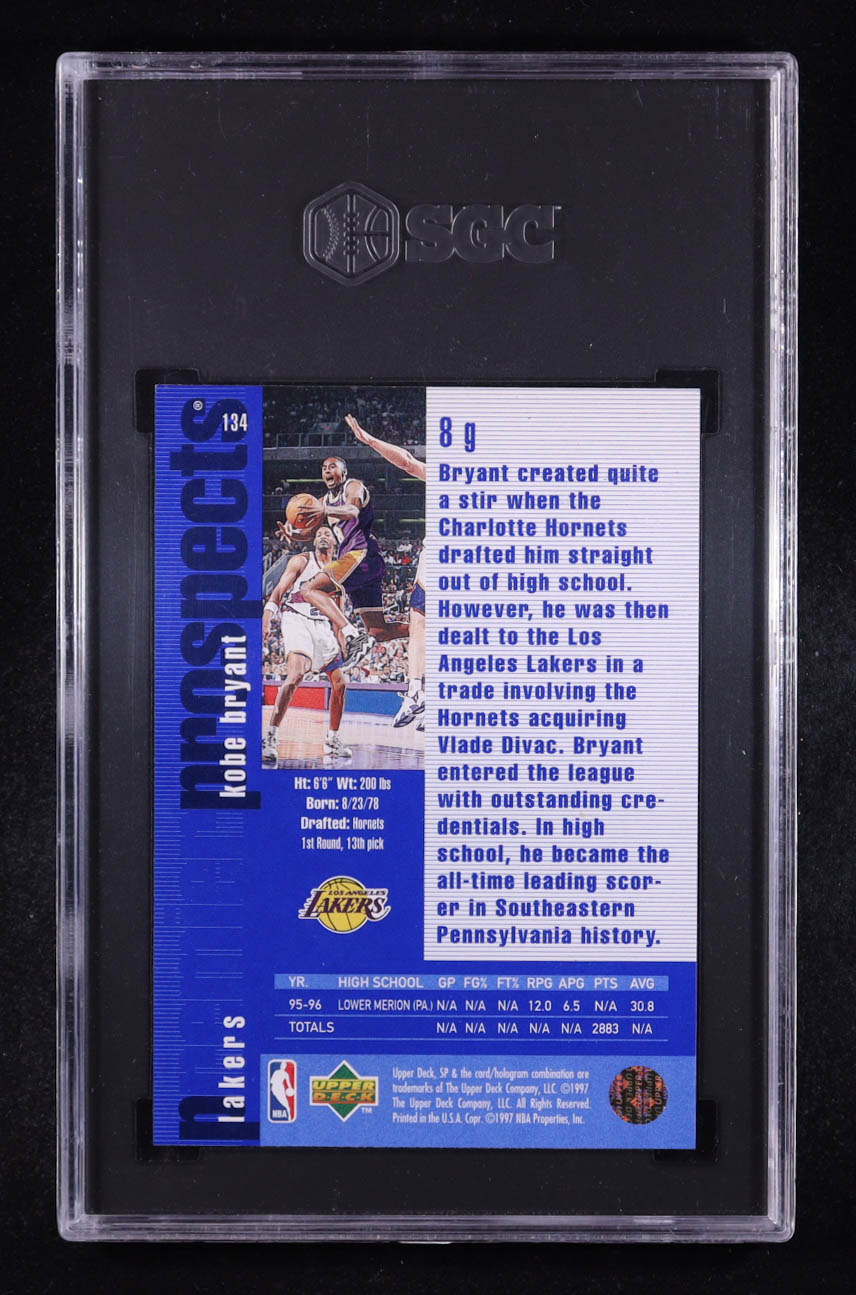 SGC
134
prospects
kobe bryant
lakers
8 g
Bryant created quite
a stir when the
Charlotte Hornets
drafted him straight
out of high school.
However, he was then
dealt to the Los
Angeles Lakers in a
trade involving the
Hornets acquiring
Vlade Divac. Bryant
entered the league
with outstanding cre-
dentials. In high
school, he became the
all-time leading scor-
er in Southeastern
Pennsylvania history.
Ht: 6'6" Wt: 200 lbs
Born: 8/23/78
Drafted: Hornets
1st Round, 13th pick
LOS ANGELES
LAKERS
YR. HIGH SCHOOL GP FG% FT% RPG APG PTS AVG
95-96 LOWER MERION (PA.) N/A N/A N/A 12.0 6.5 N/A 30.8
TOTALS N/A N/A N/A N/A N/A 2883 N/A
NBA
UPPER
DECK
TM
Upper Deck, SP & the card/hologram combination are
trademarks of The Upper Deck Company, LLC. ©1997
The Upper Deck Company, LLC. All Rights Reserved.
Printed in the U.S.A. Copr. ©1997 NBA Properties, Inc.